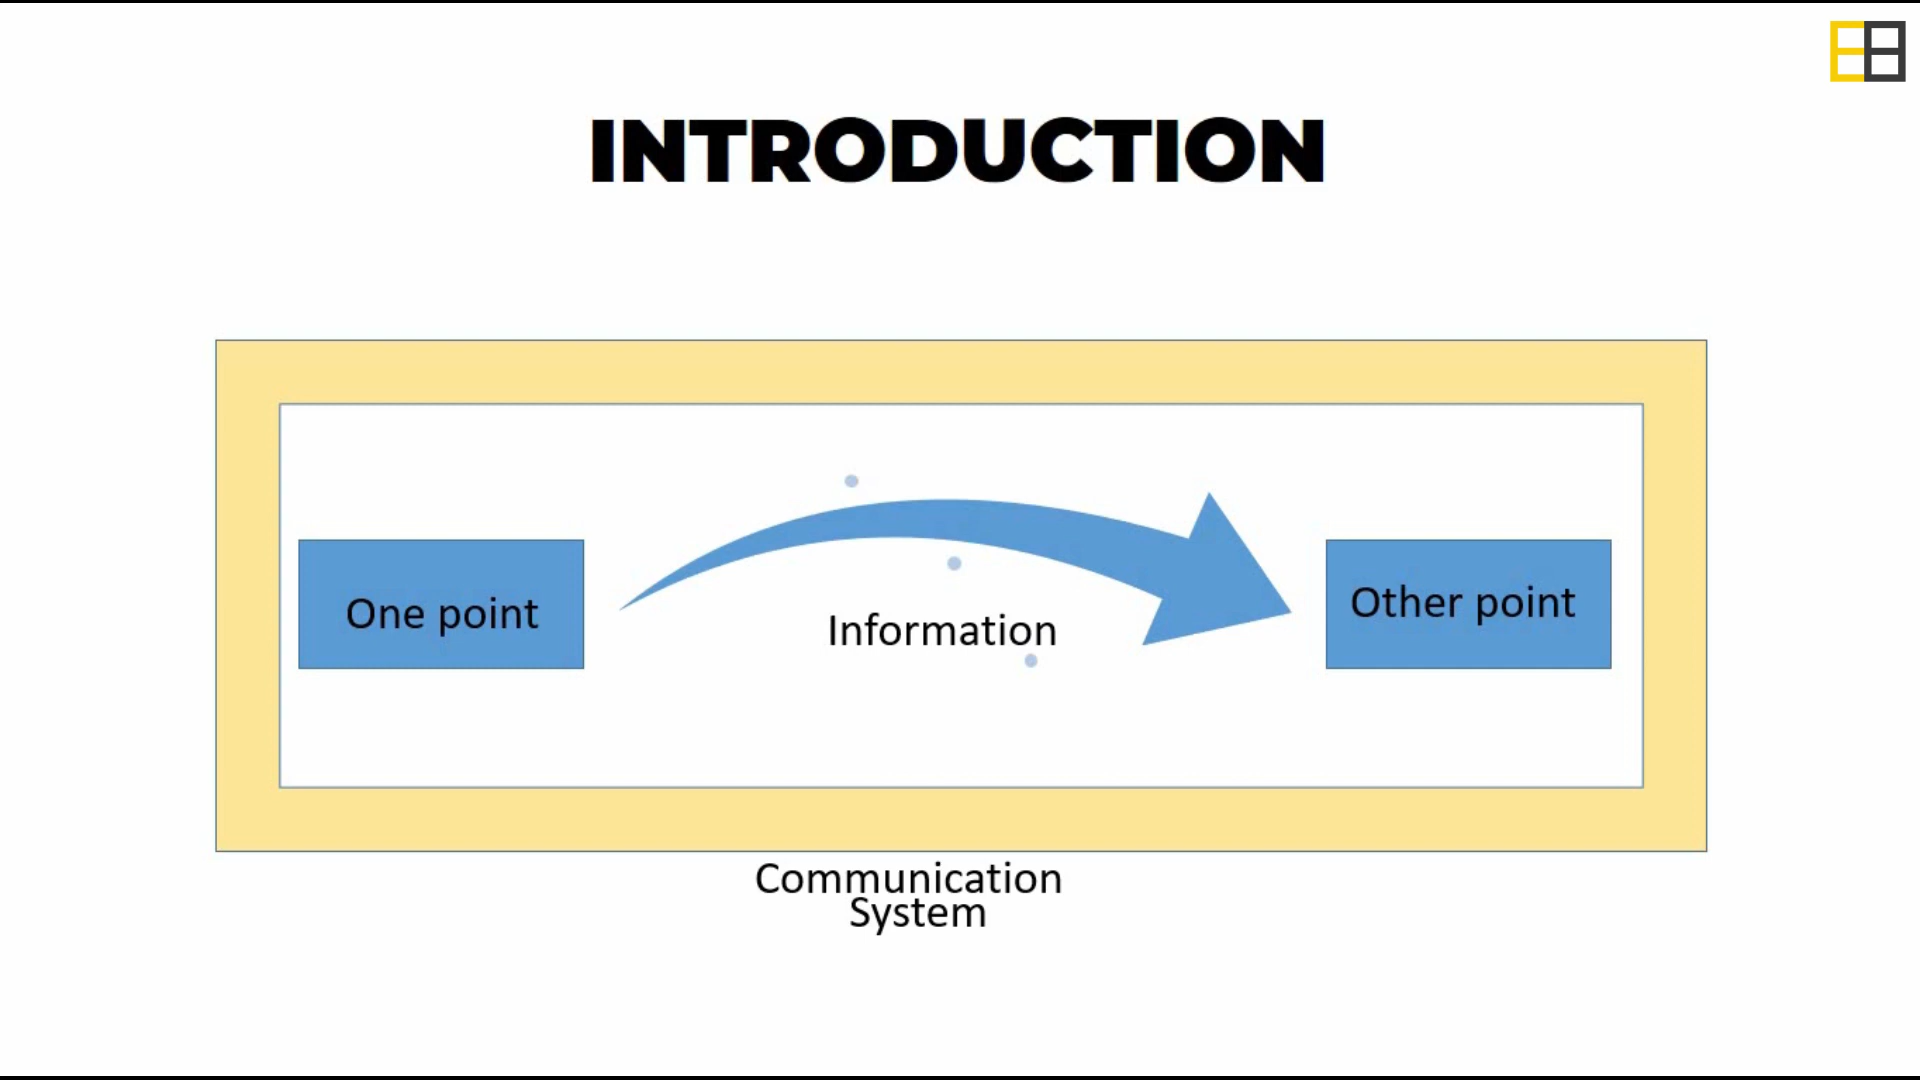 INTRODUCTION
One point
Information
Other point
Communication
System